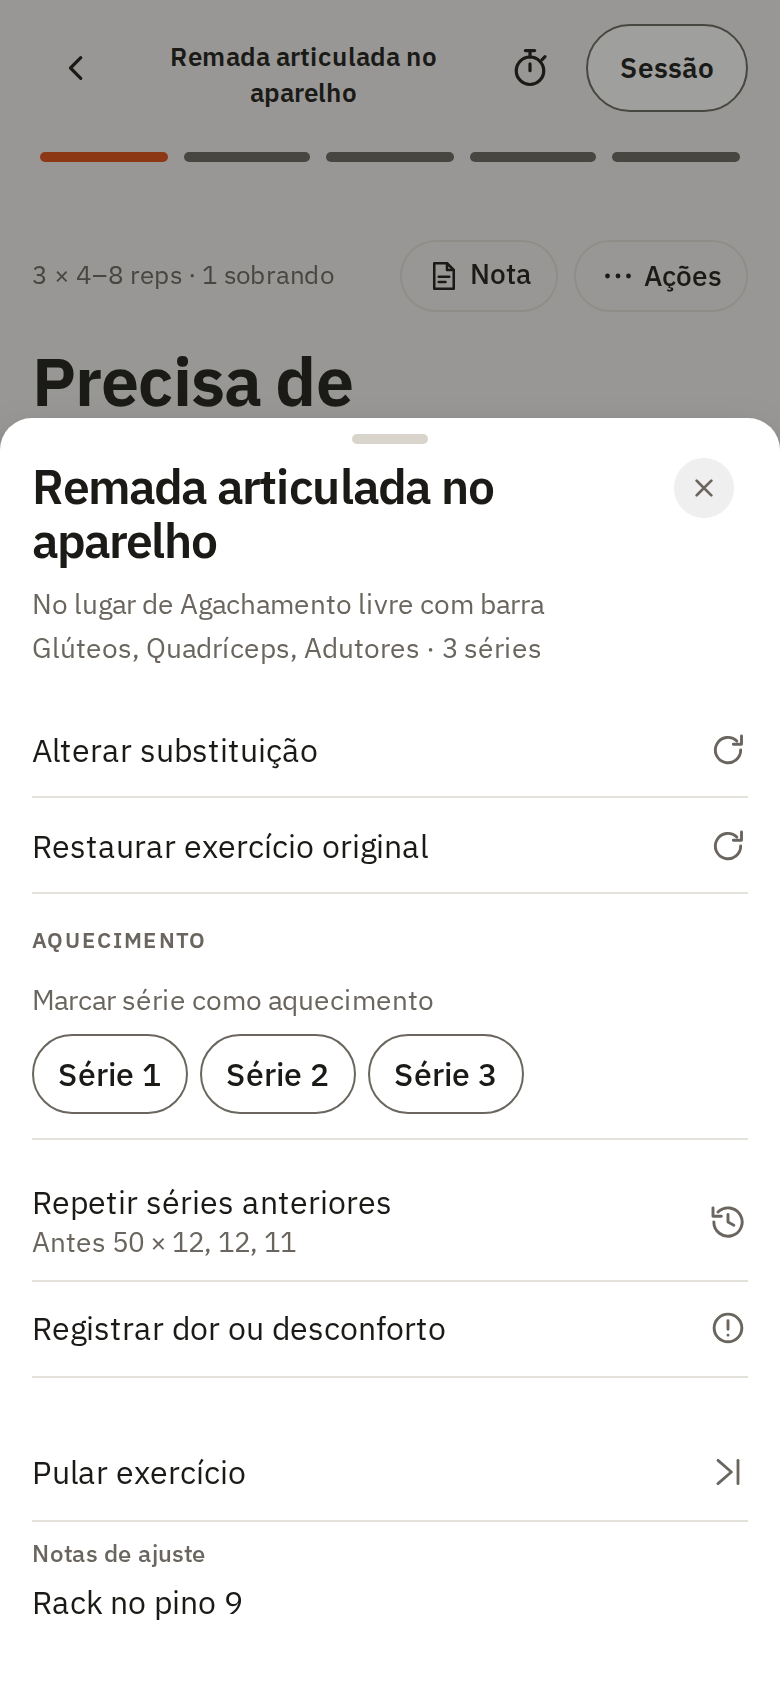 Remada articulada no
aparelho
Sessão
3 × 4–8 reps · 1 sobrando
Nota
Ações
Precisa de
Remada articulada no
aparelho
No lugar de Agachamento livre com barra
Glúteos, Quadríceps, Adutores · 3 séries
Alterar substituição
Restaurar exercício original
AQUECIMENTO
Marcar série como aquecimento
Série 1
Série 2
Série 3
Repetir séries anteriores
Antes 50 × 12, 12, 11
Registrar dor ou desconforto
Pular exercício
Notas de ajuste
Rack no pino 9